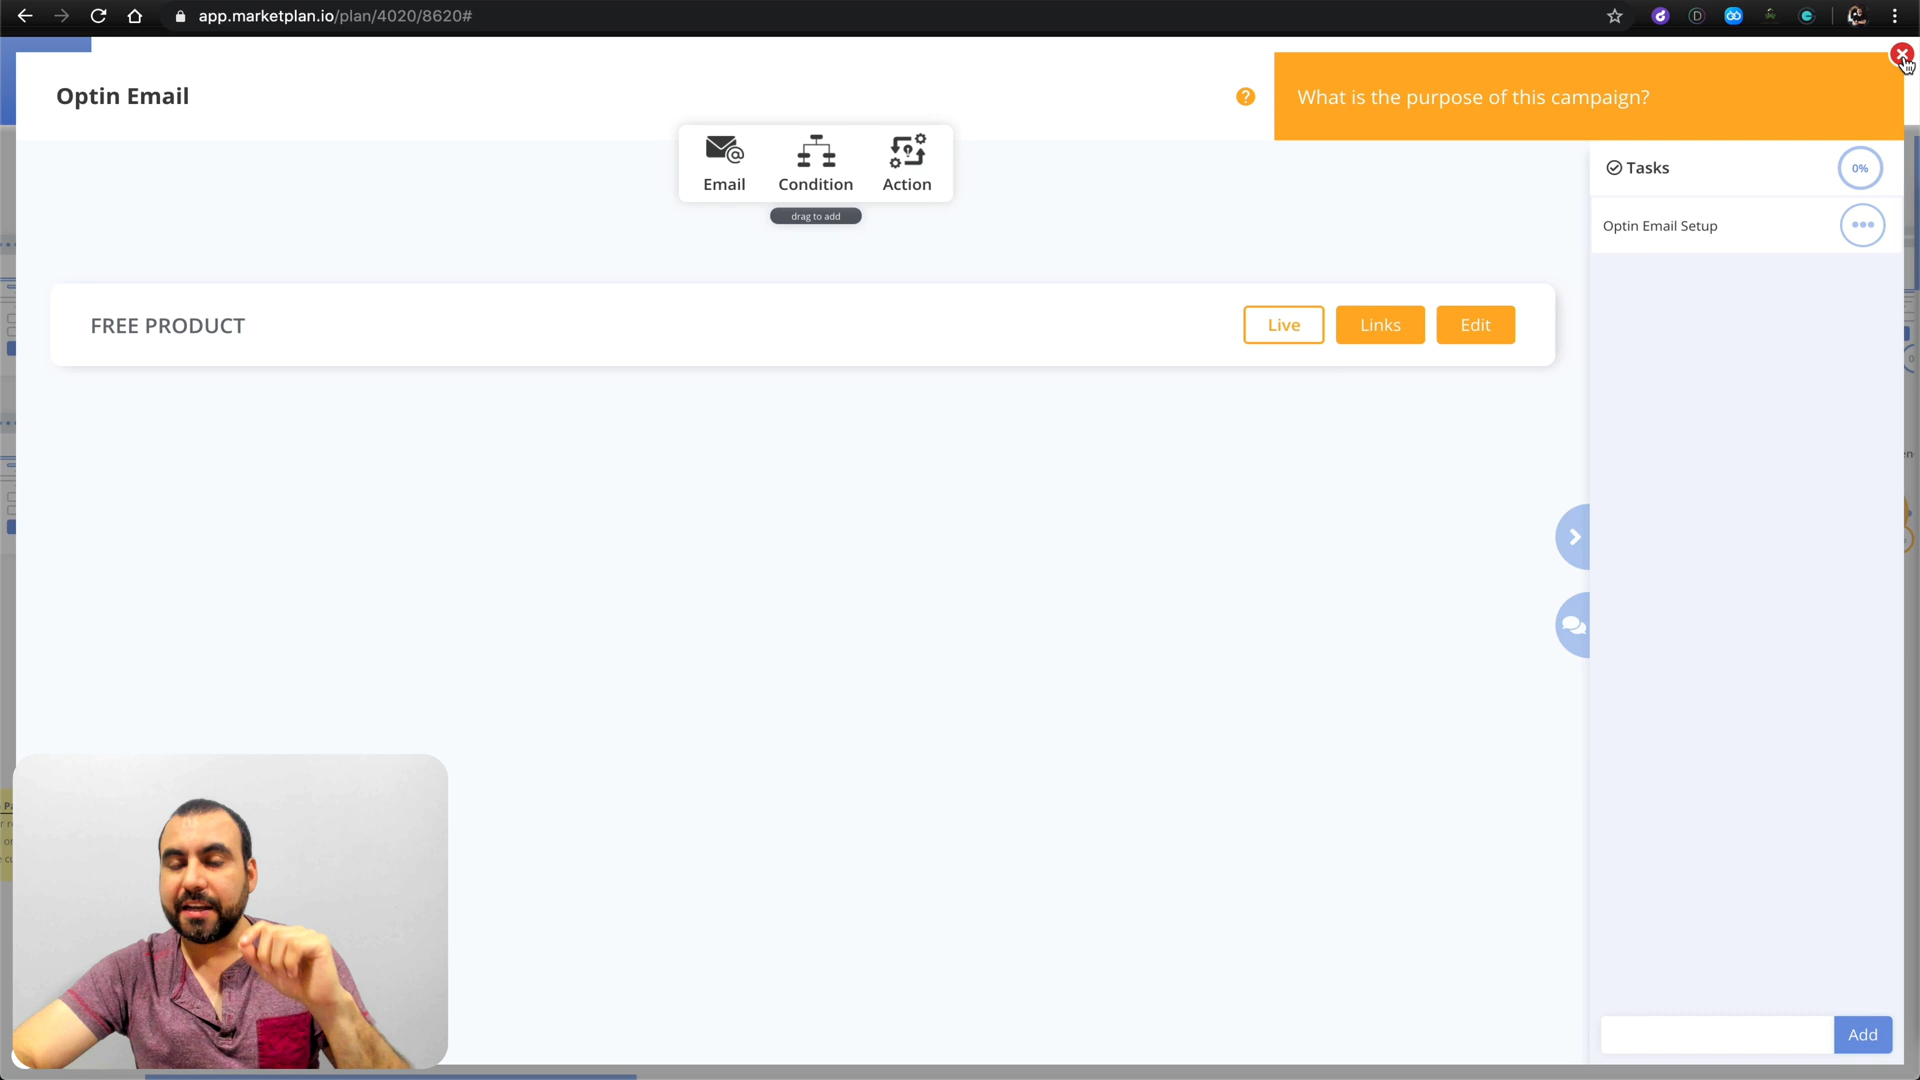 app.marketplan.io/plan/4020/8620#
Optin Email
?
What is the purpose of this campaign?
Email
Condition
Action
drag to add
Tasks
0%
Optin Email Setup
FREE PRODUCT
Live
Links
Edit
Add